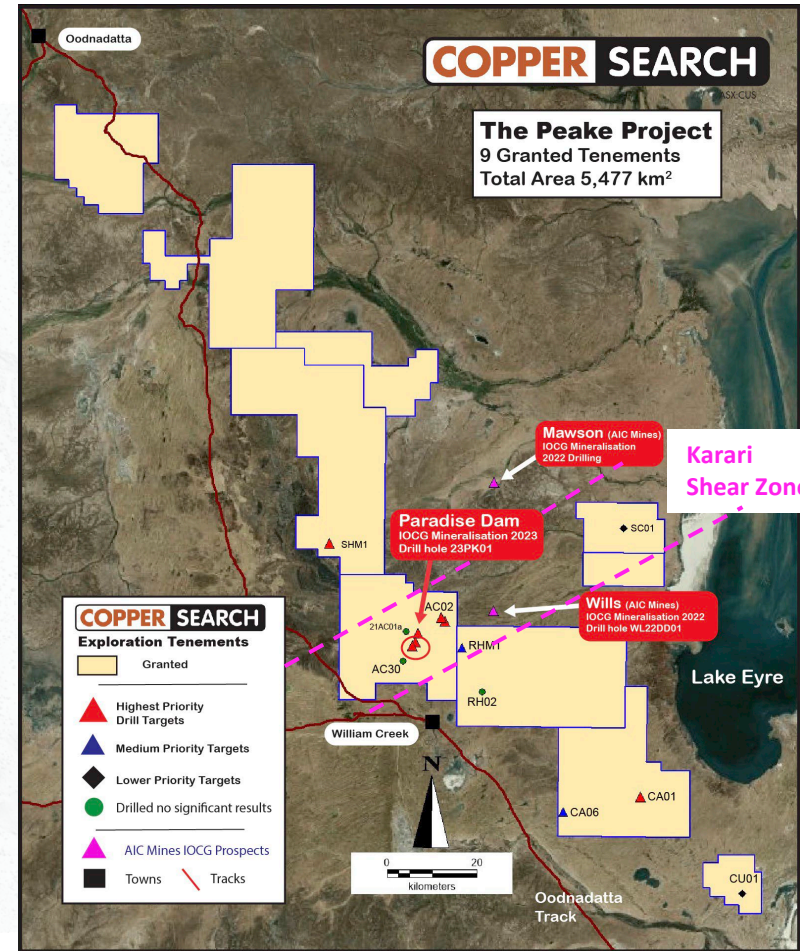 Oodnadatta
COPPER SEARCH
ASX:CUS
The Peake Project
9 Granted Tenements
Total Area 5,477 km²
Mawson (AIC Mines)
IOCG Mineralisation
2022 Drilling
Karari
Shear Zone
SC01
Paradise Dam
IOCG Mineralisation 2023
Drill hole 23PK01
SHM1
Wills (AIC Mines)
IOCG Mineralisation 2022
Drill hole WL22DD01
AC02
21AC01a
RHM1
AC30
RH02
Lake Eyre
William Creek
COPPER SEARCH
Exploration Tenements
Granted
Highest Priority
Drill Targets
Medium Priority Targets
Lower Priority Targets
Drilled no significant results
AIC Mines IOCG Prospects
Towns
Tracks
N
0 20
kilometers
CA01
CA06
CU01
Oodnadatta
Track